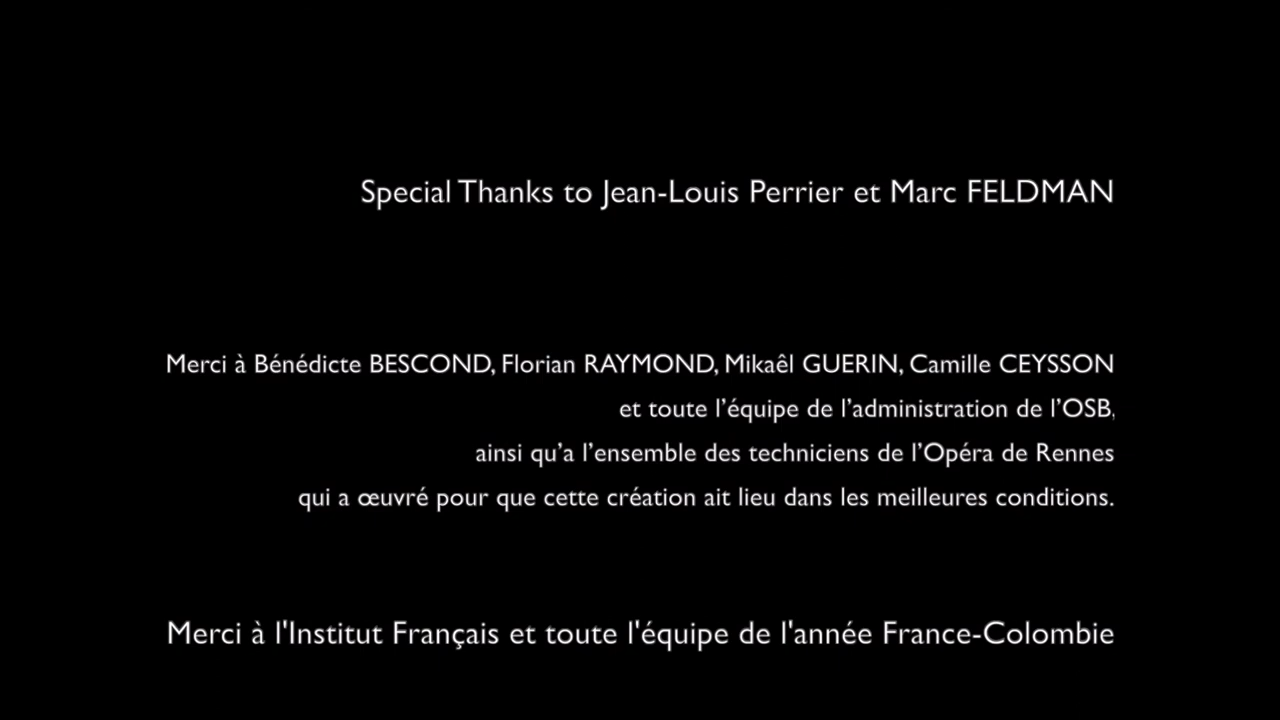 Special Thanks to Jean-Louis Perrier et Marc FELDMAN
Merci à Bénédicte BESCOND, Florian RAYMOND, Mikaêl GUERIN, Camille CEYSSON
et toute l’équipe de l’administration de l’OSB,
ainsi qu’a l’ensemble des techniciens de l’Opéra de Rennes
qui a œuvré pour que cette création ait lieu dans les meilleures conditions.
Merci à l'Institut Français et toute l'équipe de l'année France-Colombie